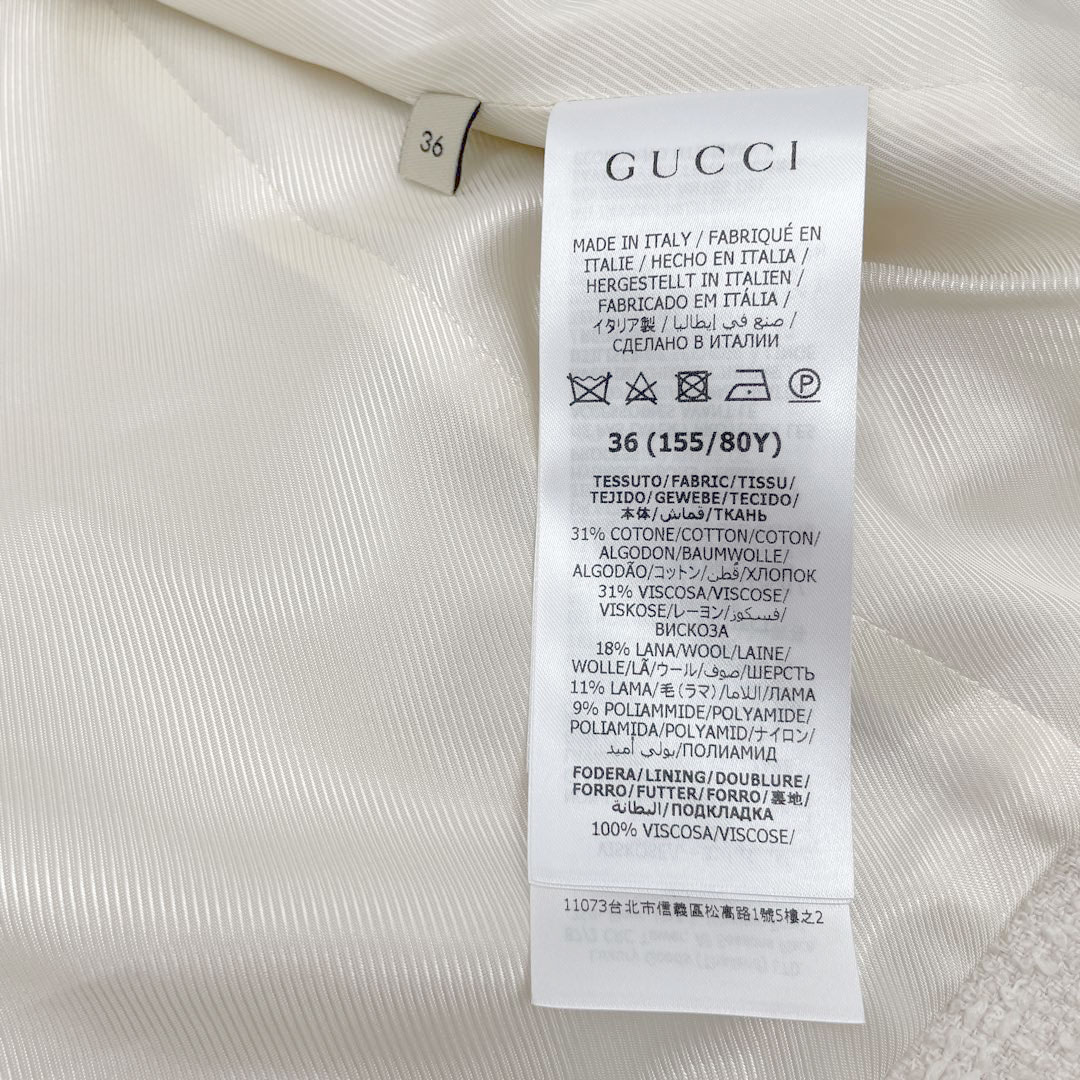 36
GUCCI
MADE IN ITALY / FABRIQUÉ EN
ITALIE / HECHO EN ITALIA /
HERGESTELLT IN ITALIEN /
FABRICADO EM ITÁLIA /
イタリア製 / صنع في إيطاليا /
СДЕЛАНО В ИТАЛИИ
P
36 (155/80Y)
TESSUTO/FABRIC/TISSU/
TEJIDO/GEWEBE/TECIDO/
本体/قماش/ТКАНЬ
31% COTONE/COTTON/COTON/
ALGODON/BAUMWOLLE/
ALGODÃO/コットン/قطن/ХЛОПОК
31% VISCOSA/VISCOSE/
VISKOSE/レーヨン/فسكوز/
ВИСКОЗА
18% LANA/WOOL/LAINE/
WOLLE/LÃ/ウール/صوف/ШЕРСТЬ
11% LAMA/毛(ラマ)/اللاما/ЛАМА
9% POLIAMMIDE/POLYAMIDE/
POLIAMIDA/POLYAMID/ナイロン/
بولي أميد/ПОЛИАМИД
FODERA/LINING/DOUBLURE/
FORRO/FUTTER/FORRO/裏地/
البطانة/ПОДКЛАДКА
100% VISCOSA/VISCOSE/
11073台北市信義區松高路1號5樓之2